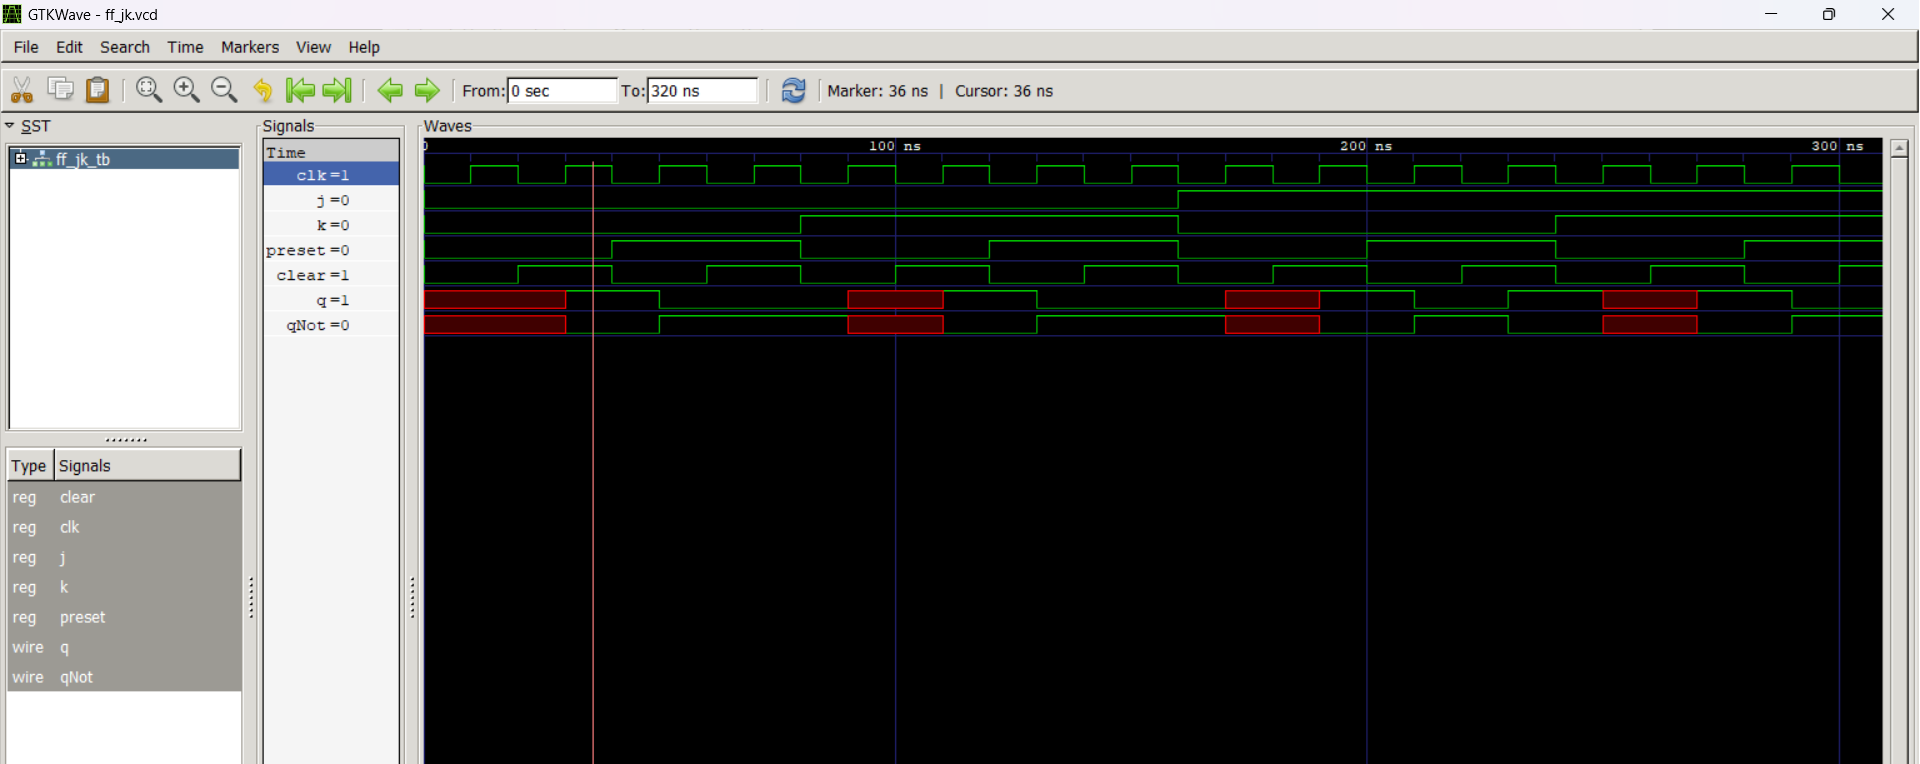 GTKWave - ff_jk.vcd
File Edit Search Time Markers View Help
From: 0 sec To: 320 ns Marker: 36 ns | Cursor: 36 ns
SST
ff_jk_tb
Type Signals
reg clear
reg clk
reg j
reg k
reg preset
wire q
wire qNot
Signals
Time
clk=1
j=0
k=0
preset=0
clear=1
q=1
qNot=0
Waves
0 100 ns 200 ns 300 ns